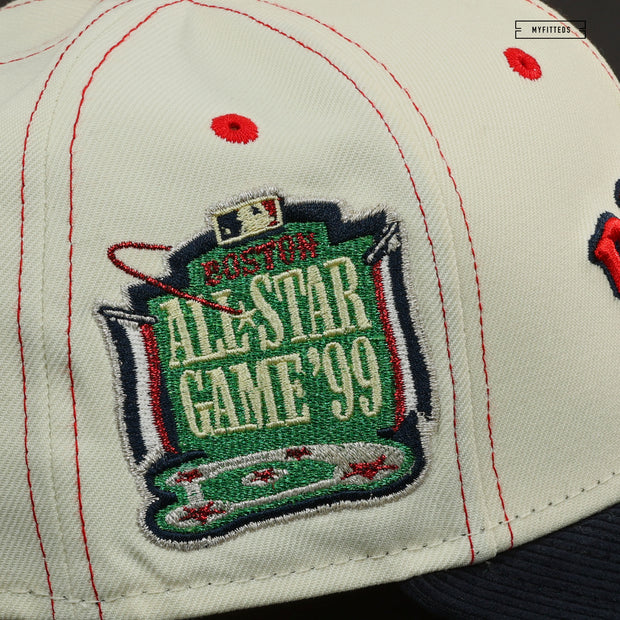 MYFITTEDS
BOSTON
ALL STAR
GAME '99